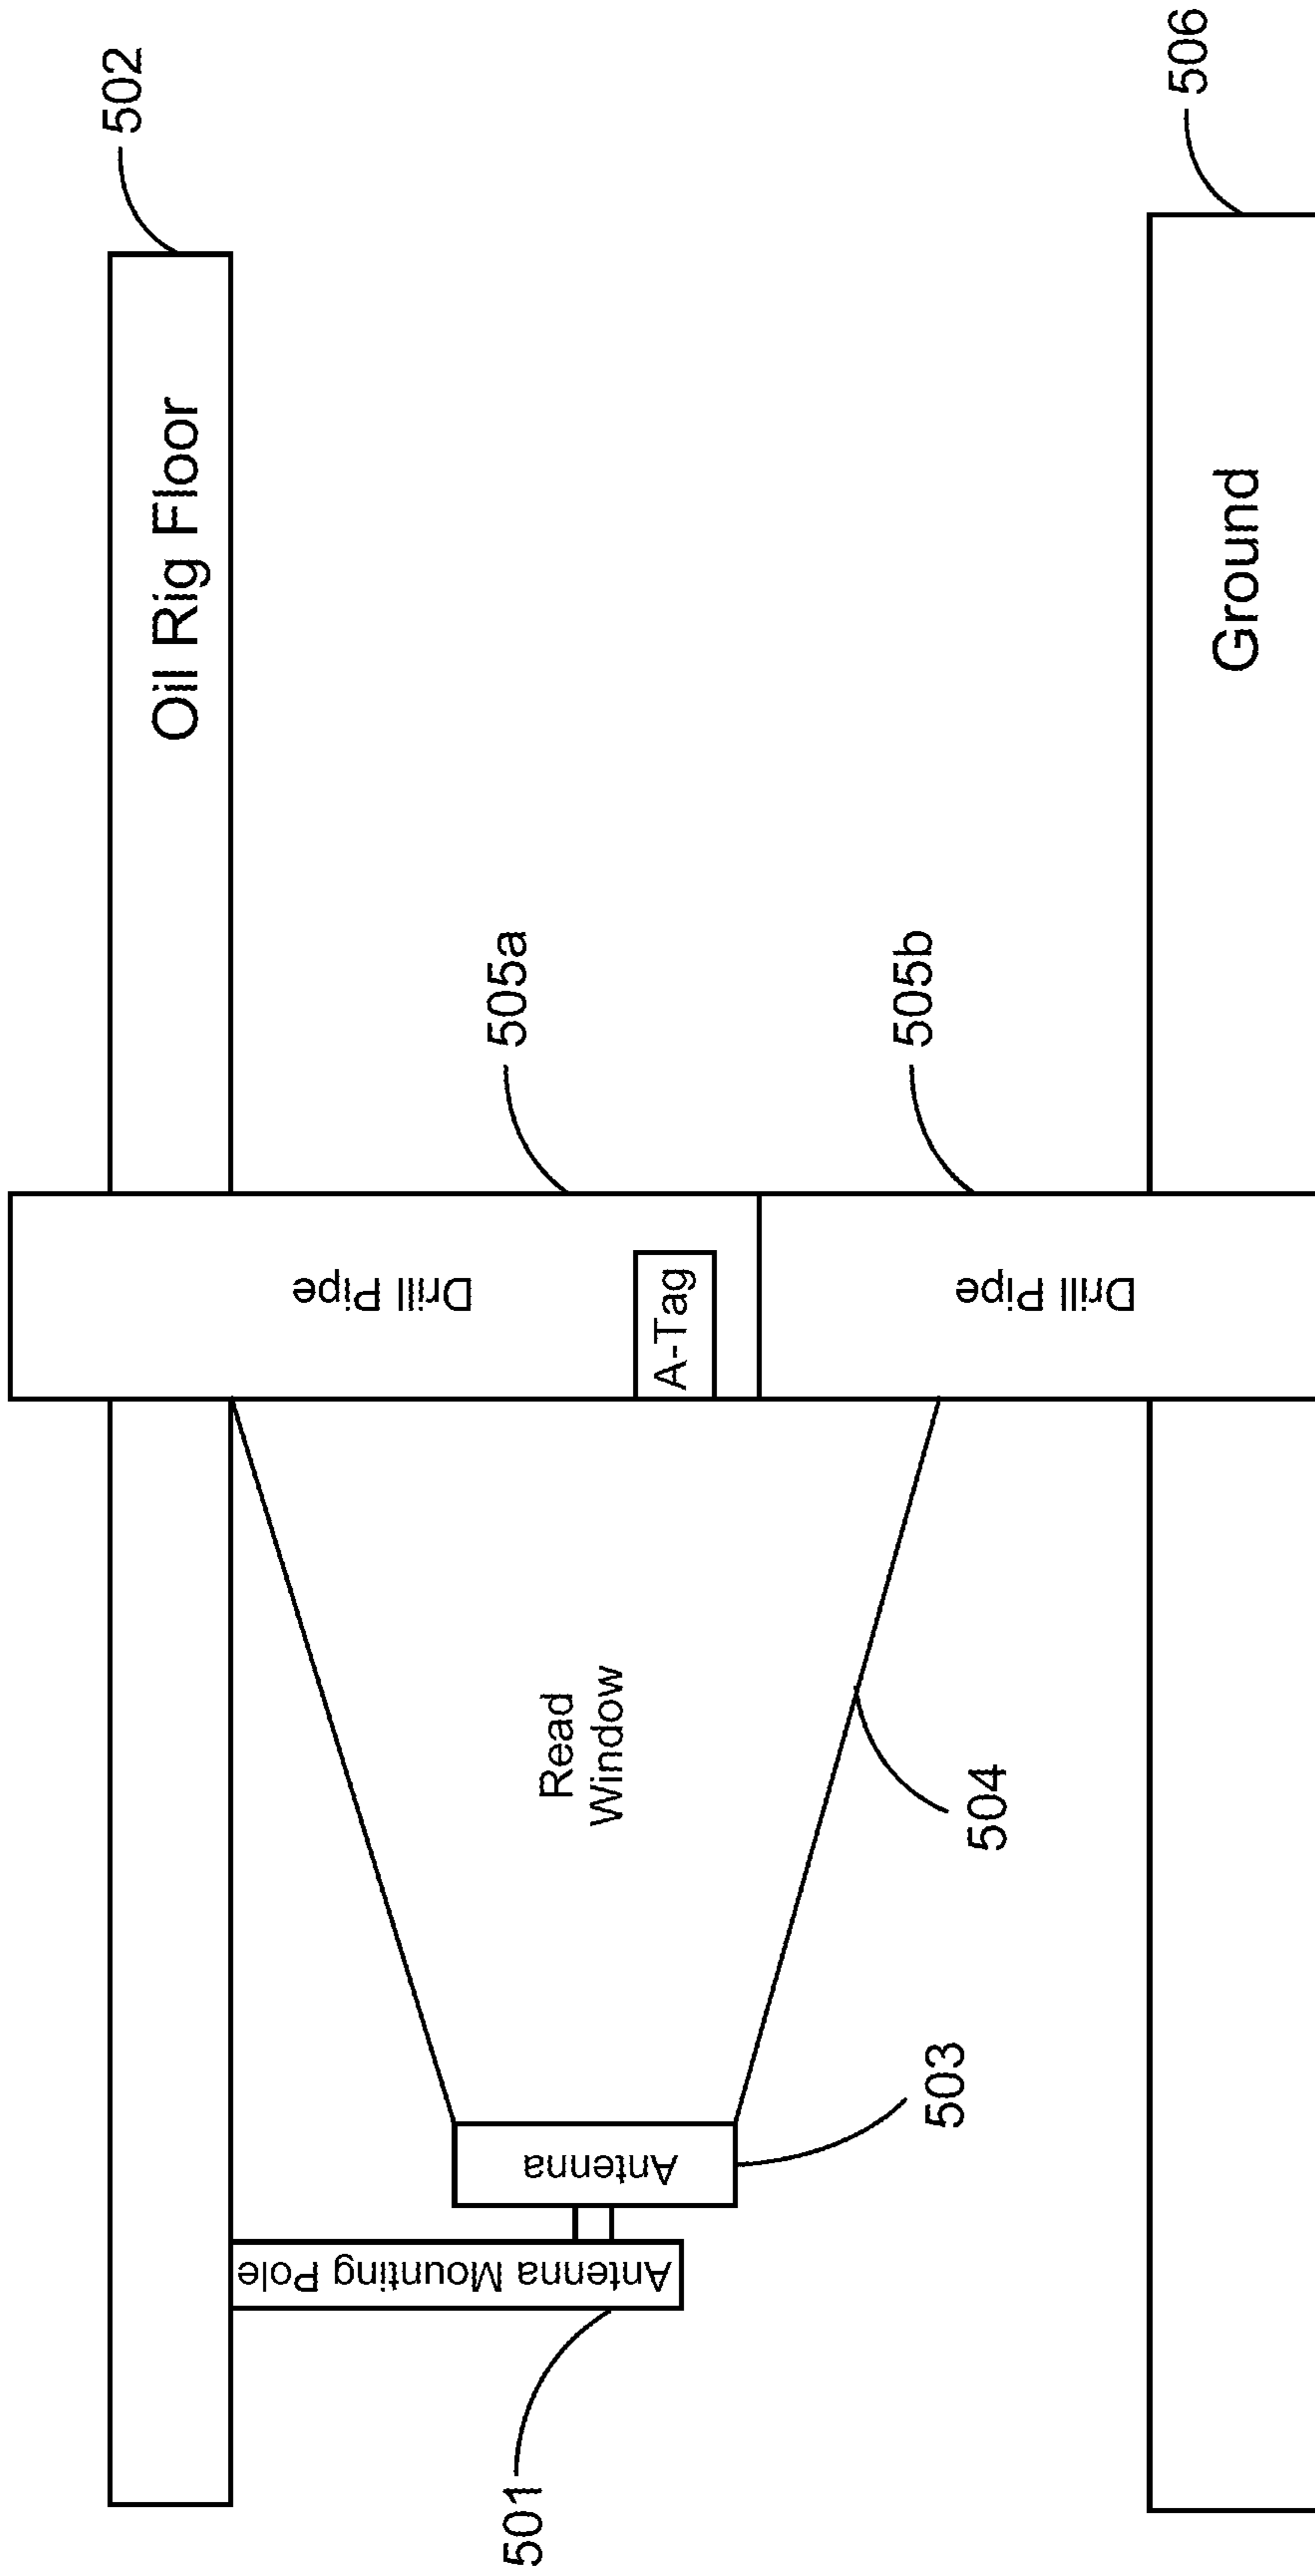 502
Oil Rig Floor
Drill Pipe
505a
A-Tag
Read
Window
Antenna
Antenna Mounting Pole
501
503
504
505b
Drill Pipe
Ground
506